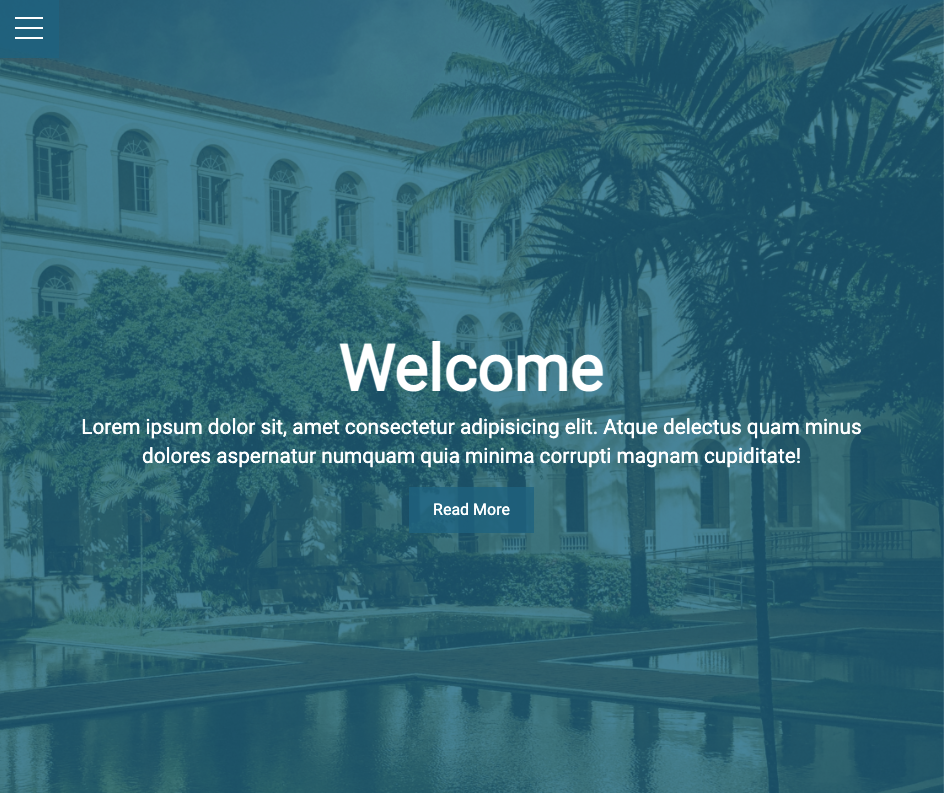 Welcome
Lorem ipsum dolor sit, amet consectetur adipisicing elit. Atque delectus quam minus
dolores aspernatur numquam quia minima corrupti magnam cupiditate!
Read More